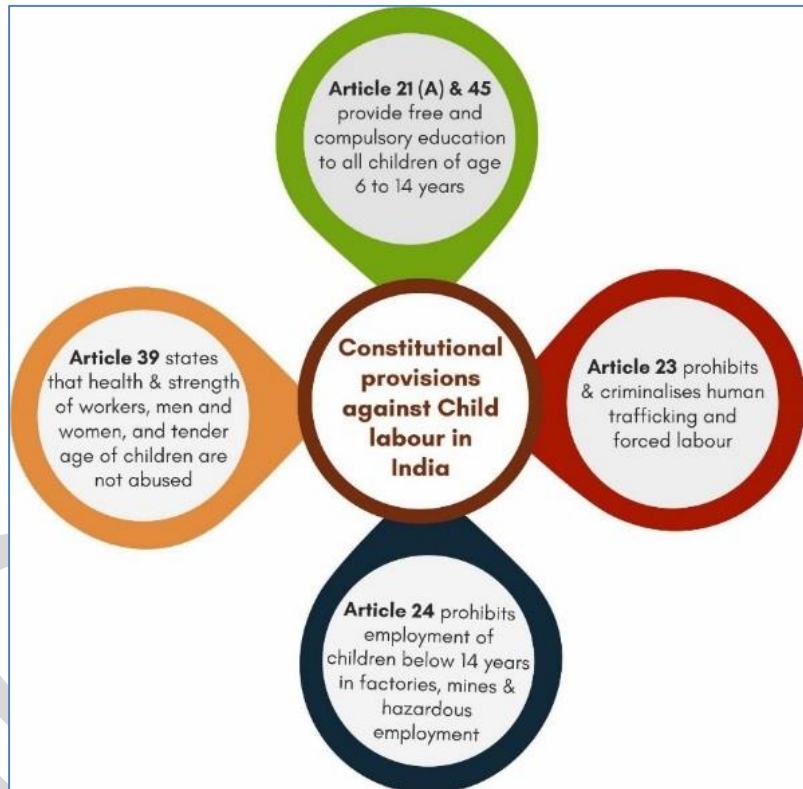 Article 21 (A) & 45
provide free and
compulsory education
to all children of age
6 to 14 years
Constitutional
provisions
against Child
labour in
India
Article 39 states
that health & strength
of workers, men and
women, and tender
age of children are
not abused
Article 23 prohibits
& criminalises human
trafficking and
forced labour
Article 24 prohibits
employment of
children below 14 years
in factories, mines &
hazardous
employment